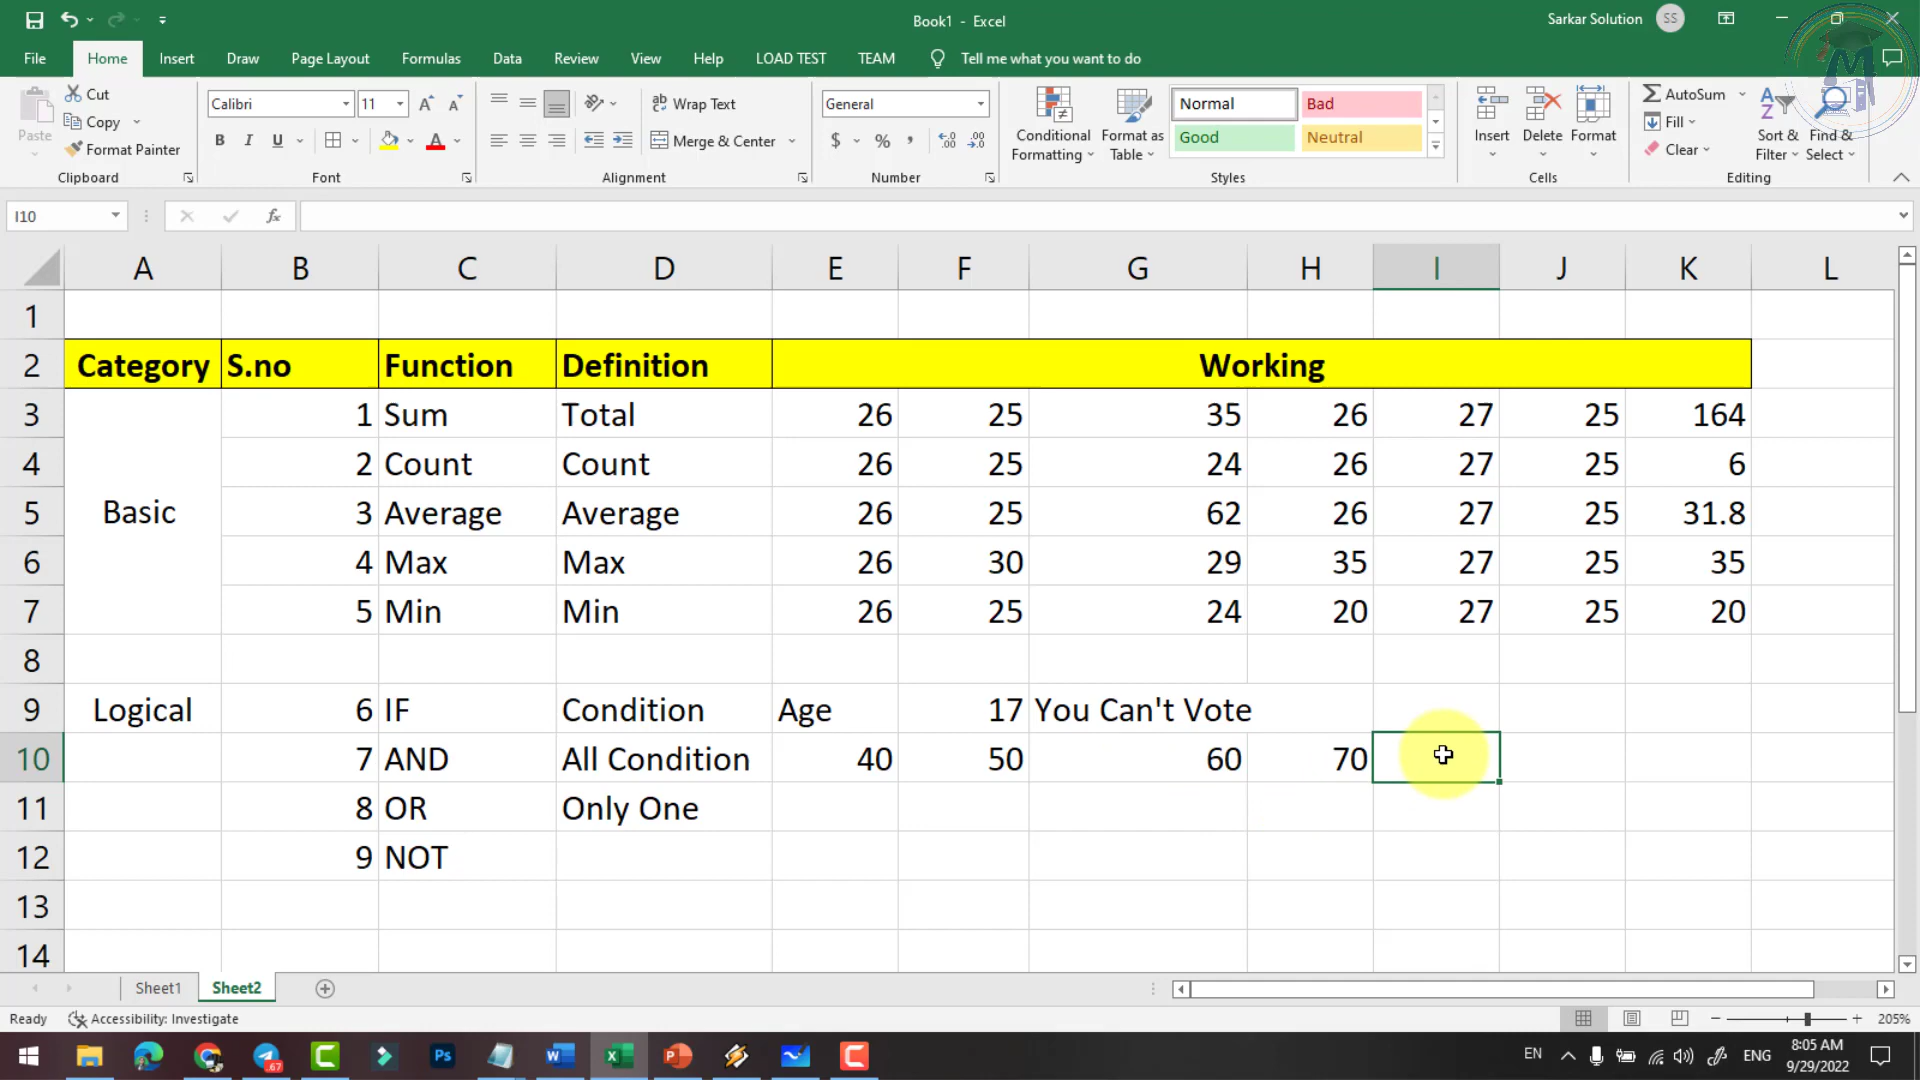 Book1 - Excel
Sarkar Solution SS
File Home Insert Draw Page Layout Formulas Data Review View Help LOAD TEST TEAM Tell me what you want to do
Paste
Cut
Copy
Format Painter
Clipboard
Calibri 11
B I U A
Font
Wrap Text
Merge & Center
Alignment
General
$ % ,
Number
Conditional Formatting
Format as Table
Normal Bad
Good Neutral
Styles
Insert Delete Format
Cells
AutoSum
Fill
Clear
Sort & Filter
Find & Select
Editing
I10 fx
A B C D E F G H I J K L
1
2 Category S.no Function Definition Working
3 1 Sum Total 26 25 35 26 27 25 164
4 2 Count Count 26 25 24 26 27 25 6
5 Basic 3 Average Average 26 25 62 26 27 25 31.8
6 4 Max Max 26 30 29 35 27 25 35
7 5 Min Min 26 25 24 20 27 25 20
8
9 Logical 6 IF Condition Age 17 You Can't Vote
10 7 AND All Condition 40 50 60 70
11 8 OR Only One
12 9 NOT
13
14
Sheet1 Sheet2
Ready Accessibility: Investigate 205%
EN ENG 8:05 AM
9/29/2022